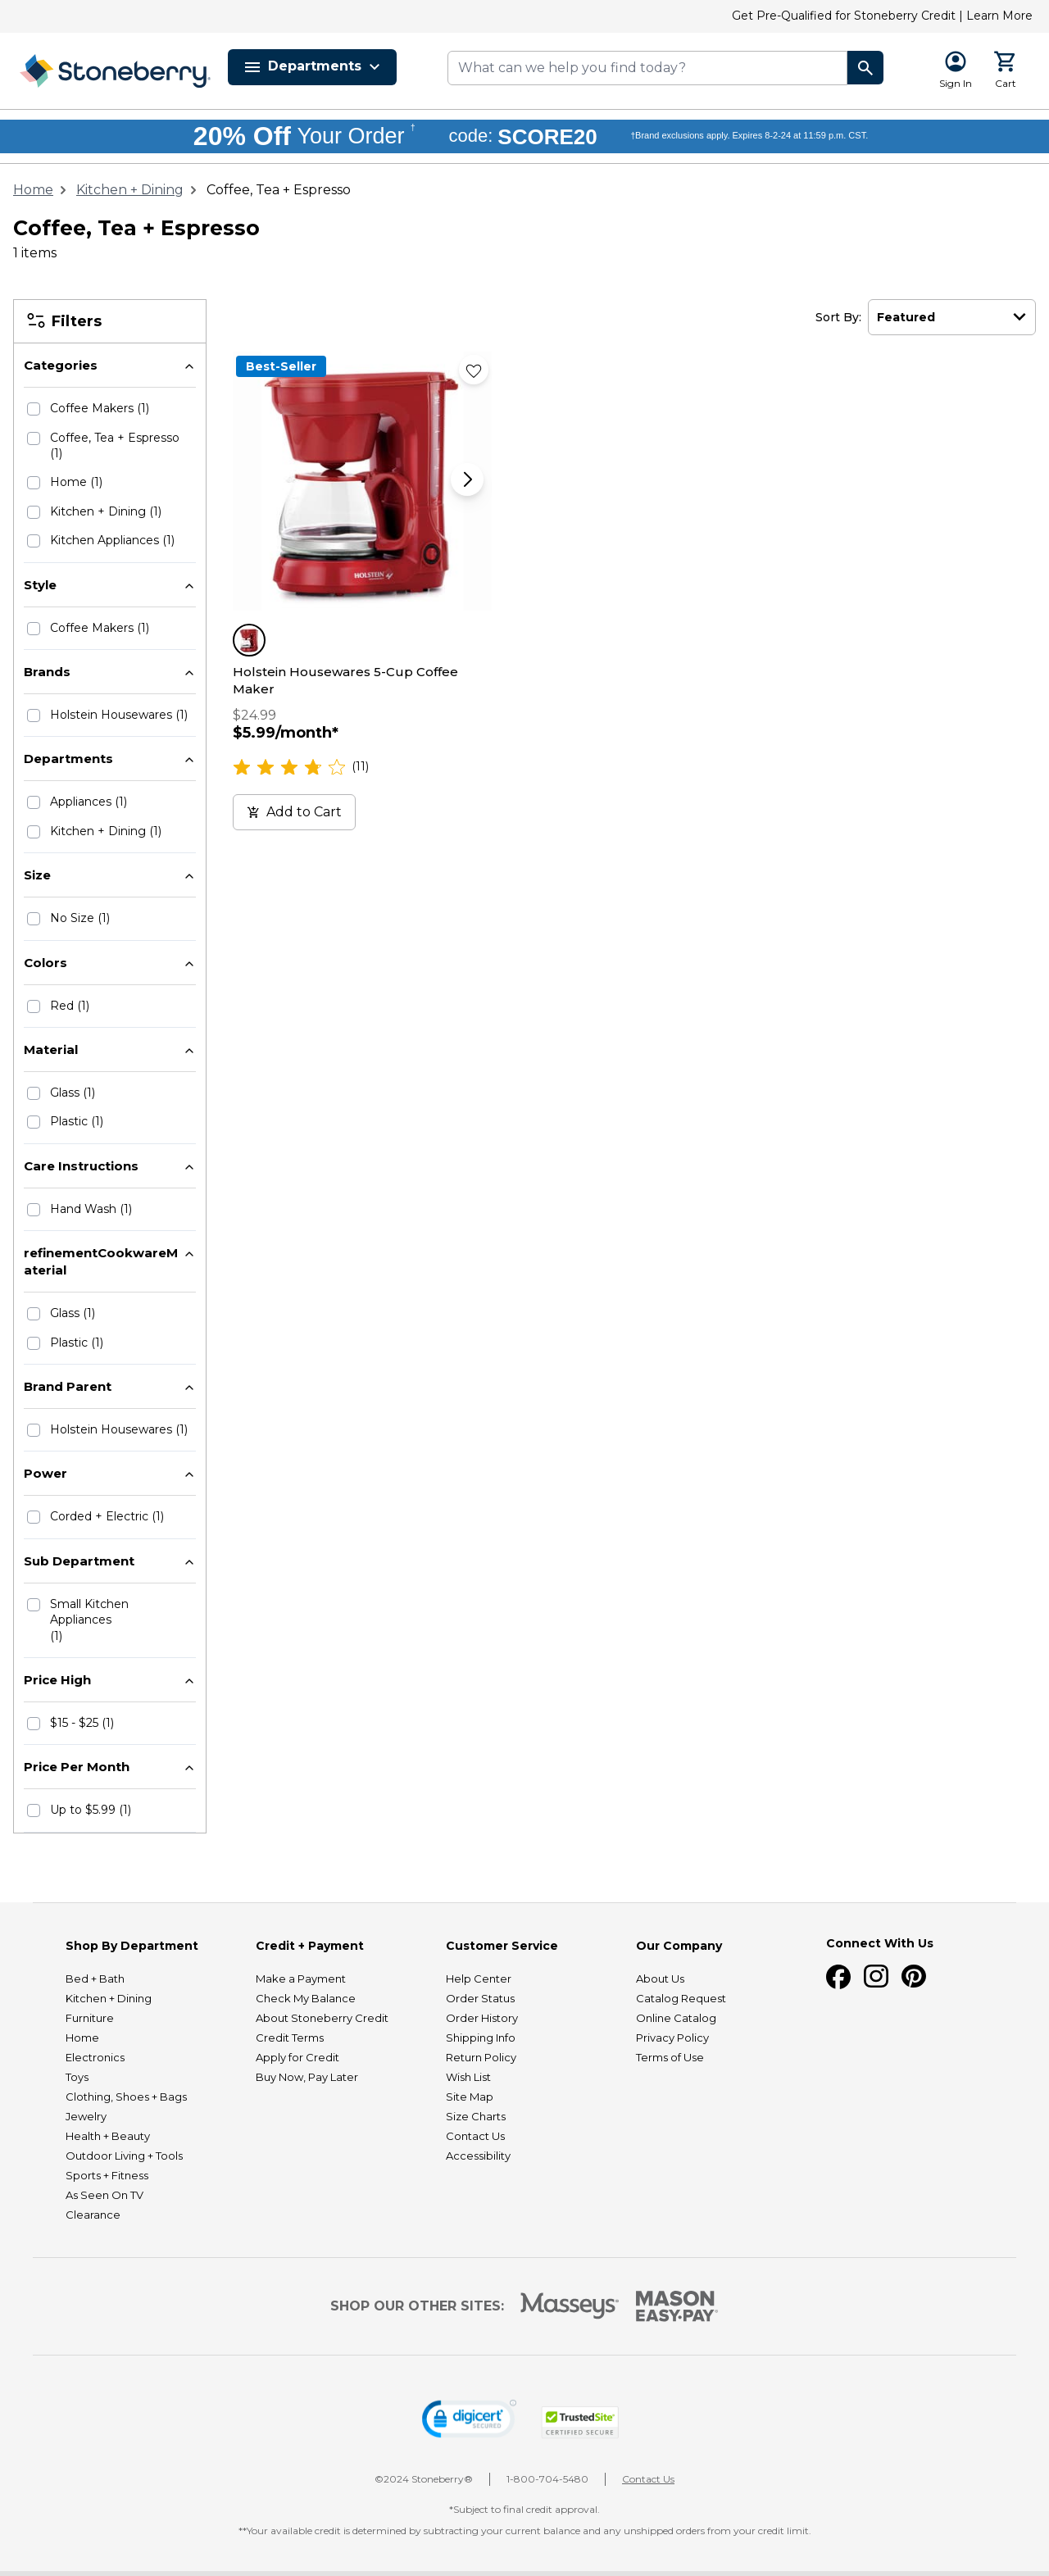 Get Pre-Qualified for Stoneberry Credit | Learn More
Stoneberry
Departments
What can we help you find today?
Sign In
Cart
20% Off Your Order † code: SCORE20 †Brand exclusions apply. Expires 8-2-24 at 11:59 p.m. CST.
Home > Kitchen + Dining > Coffee, Tea + Espresso
Coffee, Tea + Espresso
1 items
Filters
Categories
Coffee Makers (1)
Coffee, Tea + Espresso
(1)
Home (1)
Kitchen + Dining (1)
Kitchen Appliances (1)
Style
Coffee Makers (1)
Brands
Holstein Housewares (1)
Departments
Appliances (1)
Kitchen + Dining (1)
Size
No Size (1)
Colors
Red (1)
Material
Glass (1)
Plastic (1)
Care Instructions
Hand Wash (1)
refinementCookwareM
aterial
Glass (1)
Plastic (1)
Brand Parent
Holstein Housewares (1)
Power
Corded + Electric (1)
Sub Department
Small Kitchen
Appliances
(1)
Price High
$15 - $25 (1)
Price Per Month
Up to $5.99 (1)
Sort By: Featured
Best-Seller
HOLSTEIN
Holstein Housewares 5-Cup Coffee
Maker
$24.99
$5.99/month*
(11)
Add to Cart
Shop By Department
Bed + Bath
Kitchen + Dining
Furniture
Home
Electronics
Toys
Clothing, Shoes + Bags
Jewelry
Health + Beauty
Outdoor Living + Tools
Sports + Fitness
As Seen On TV
Clearance
Credit + Payment
Make a Payment
Check My Balance
About Stoneberry Credit
Credit Terms
Apply for Credit
Buy Now, Pay Later
Customer Service
Help Center
Order Status
Order History
Shipping Info
Return Policy
Wish List
Site Map
Size Charts
Contact Us
Accessibility
Our Company
About Us
Catalog Request
Online Catalog
Privacy Policy
Terms of Use
Connect With Us
SHOP OUR OTHER SITES:
Masseys
MASON
EASY•PAY
digicert
SECURED
TrustedSite
CERTIFIED SECURE
©2024 Stoneberry® | 1-800-704-5480 | Contact Us
*Subject to final credit approval.
**Your available credit is determined by subtracting your current balance and any unshipped orders from your credit limit.